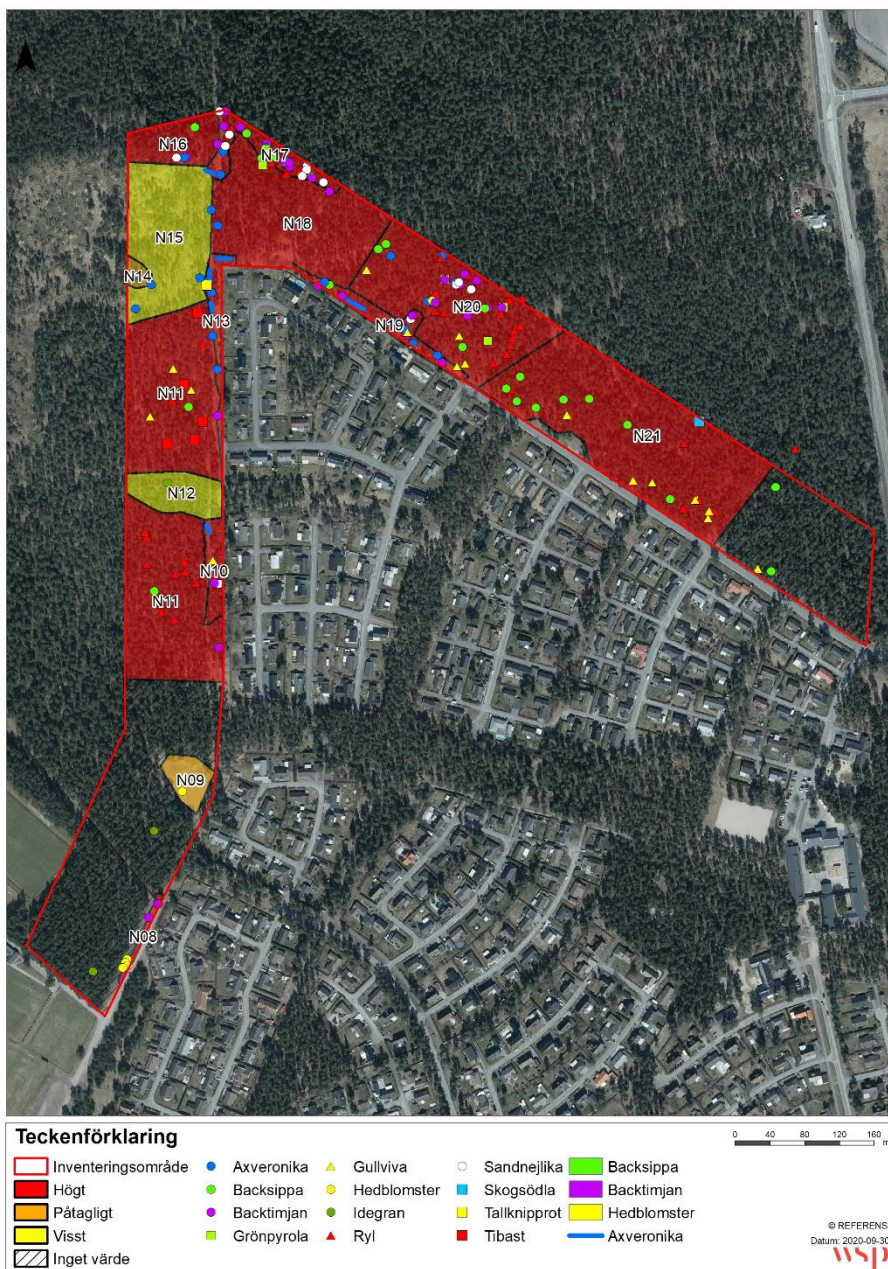 N16
N17
N18
N15
N14
N13
N20
N19
N11
N21
N12
N10
N11
N09
N08
Teckenförklaring
0 40 80 120 160
m
Inventeringsområde
Högt
Påtagligt
Visst
Inget värde
Axveronika
Backsippa
Backtimjan
Grönpyrola
Gullviva
Hedblomster
Idegran
Ryl
Sandnejlika
Skogsödla
Tallknipprot
Tibast
Backsippa
Backtimjan
Hedblomster
Axveronika
© REFERENS
Datum: 2020-09-30
wsp